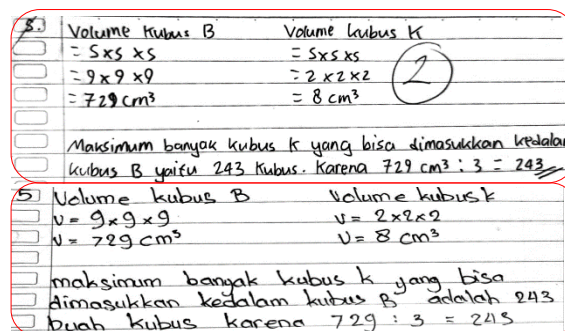 5. Volume kubus B Volume kubus K
= S x S x S = S x S x S
= 9 x 9 x 9 = 2 x 2 x 2 2
= 729 cm³ = 8 cm³
Maksimum banyak kubus K yang bisa dimasukkan kedala
kubus B yaitu 243 kubus. Karena 729 cm³ : 3 = 243
5 Volume kubus B Volume kubus k
V = 9 x 9 x 9 V = 2 x 2 x 2
V = 729 cm³ V = 8 cm³
maksimum banyak kubus k yang bisa
dimasukkan kedalam kubus B adalah 243
buah kubus karena 729 : 3 = 243